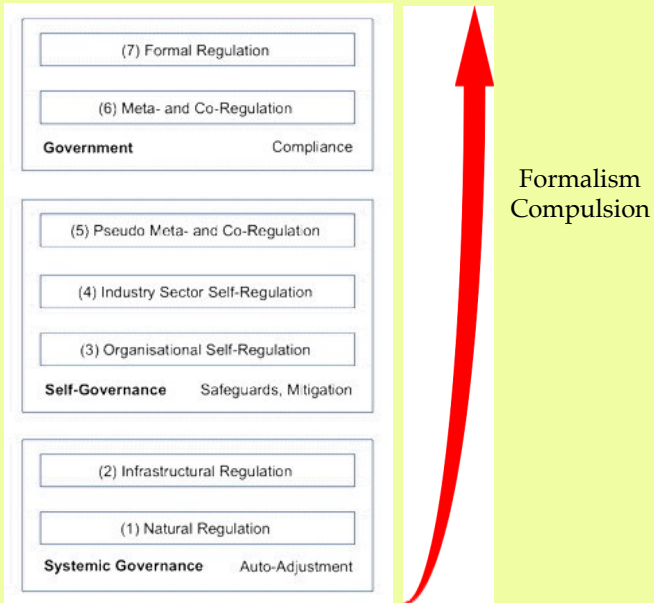 (7) Formal Regulation
(6) Meta- and Co-Regulation
Government Compliance
(5) Pseudo Meta- and Co-Regulation
(4) Industry Sector Self-Regulation
(3) Organisational Self-Regulation
Self-Governance Safeguards, Mitigation
(2) Infrastructural Regulation
(1) Natural Regulation
Systemic Governance Auto-Adjustment
Formalism
Compulsion